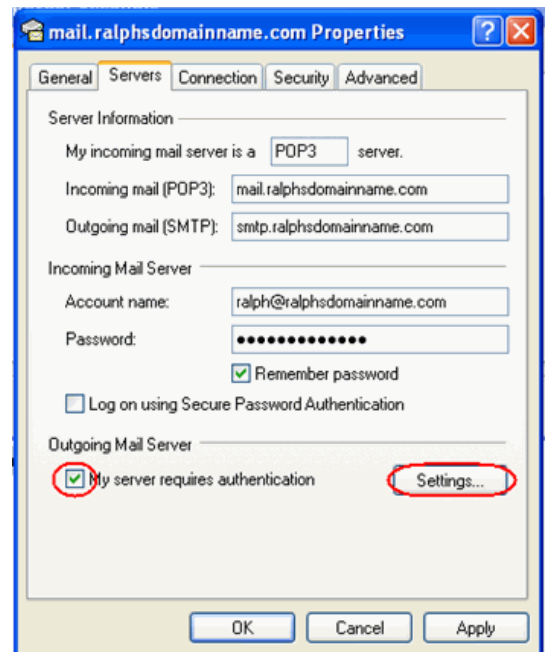 mail.ralphsdomainname.com Properties
General Servers Connection Security Advanced
Server Information
My incoming mail server is a POP3 server.
Incoming mail (POP3): mail.ralphsdomainname.com
Outgoing mail (SMTP): smtp.ralphsdomainname.com
Incoming Mail Server
Account name: ralph@ralphsdomainname.com
Password: ●●●●●●●●●●●●●
Remember password
Log on using Secure Password Authentication
Outgoing Mail Server
My server requires authentication Settings...
OK Cancel Apply